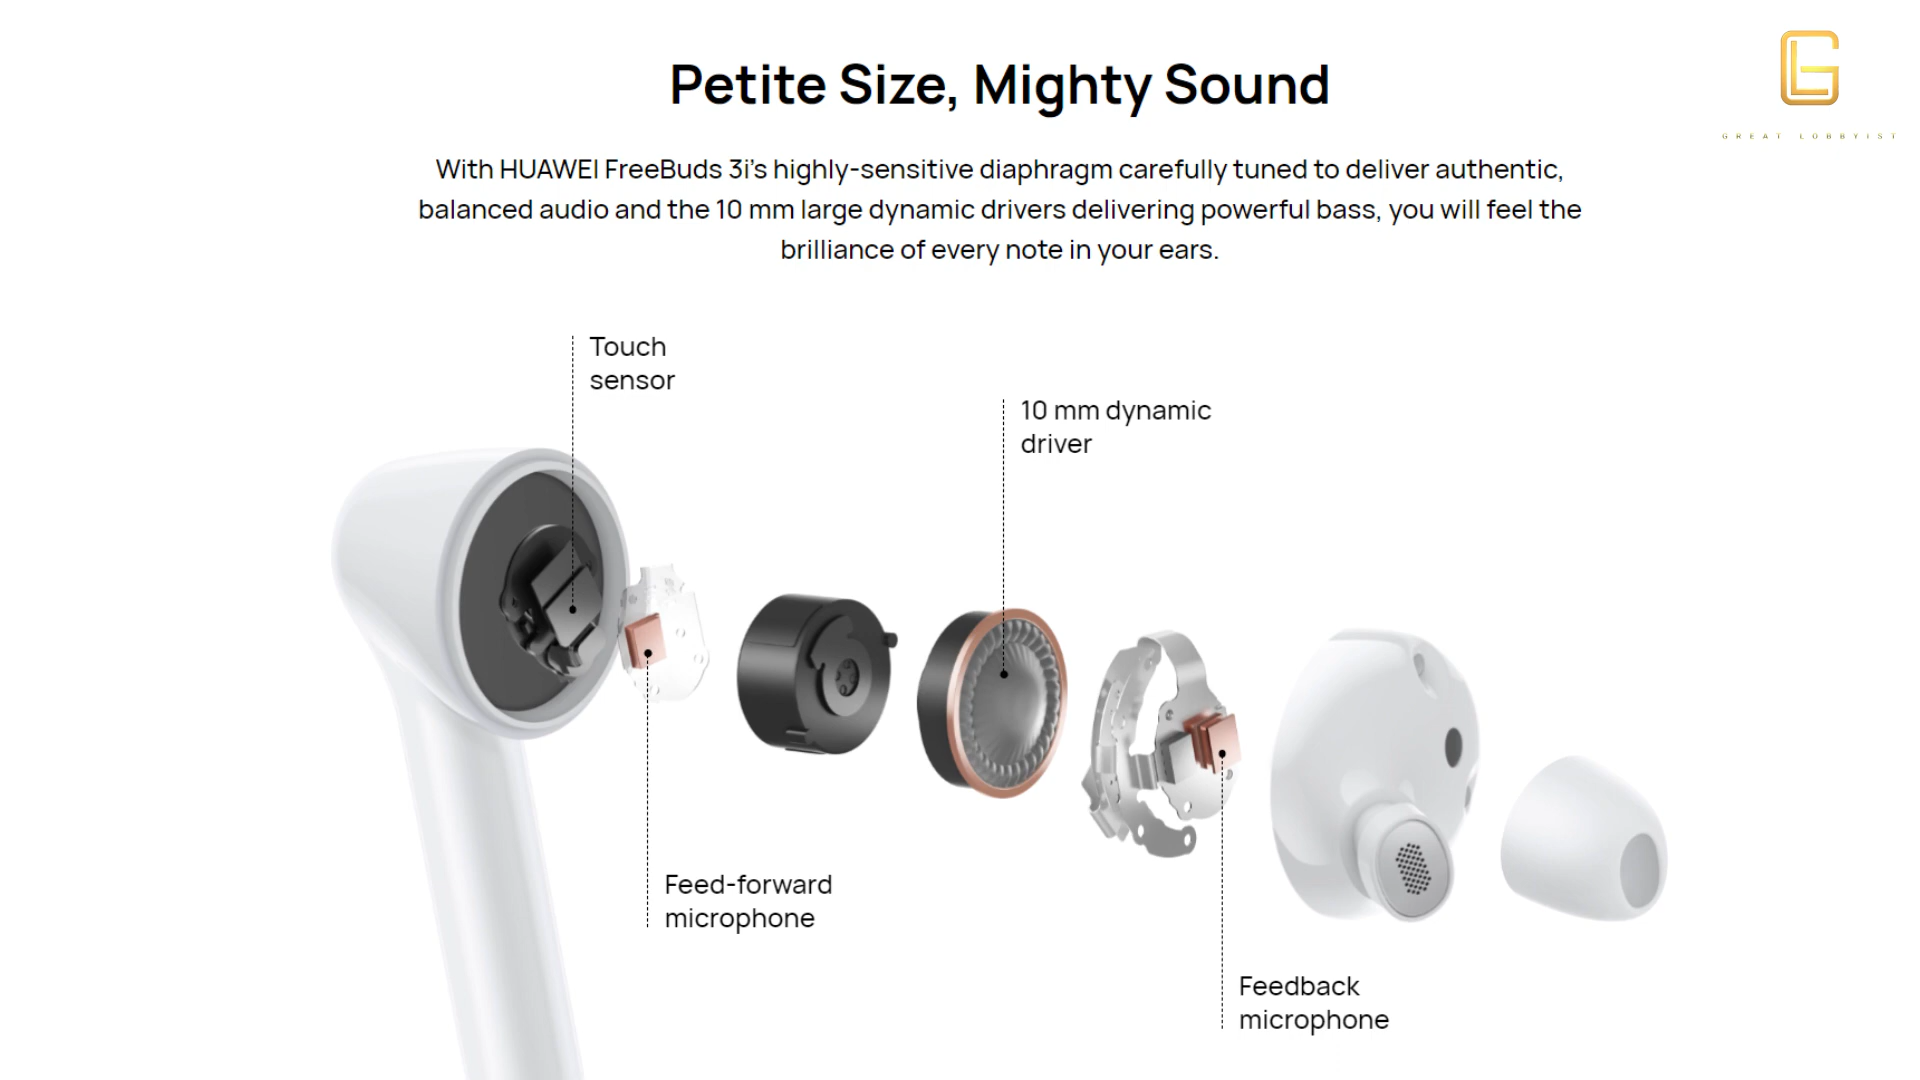 Petite Size, Mighty Sound
GREAT LOBBYIST
With HUAWEI FreeBuds 3i's highly-sensitive diaphragm carefully tuned to deliver authentic,
balanced audio and the 10 mm large dynamic drivers delivering powerful bass, you will feel the
brilliance of every note in your ears.
Touch
sensor
10 mm dynamic
driver
Feed-forward
microphone
Feedback
microphone